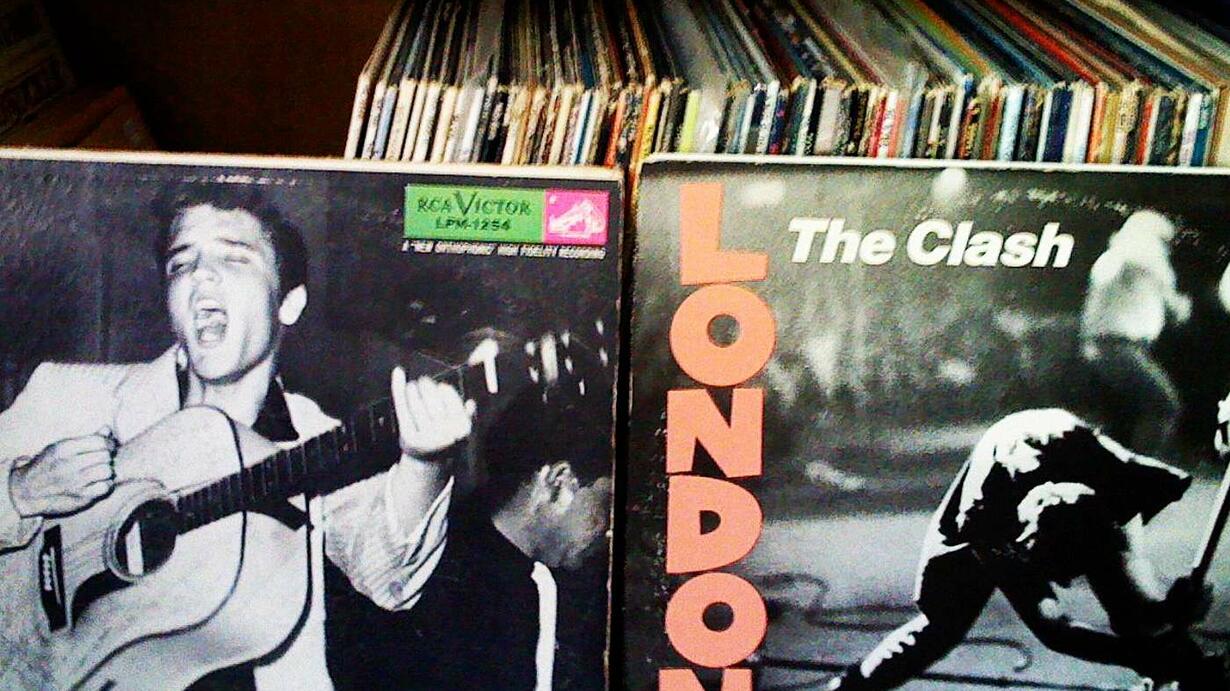 RCA VICTOR
LPM-1254
A "NEW ORTHOPHONIC" HIGH FIDELITY RECORDING
The Clash
LONDON